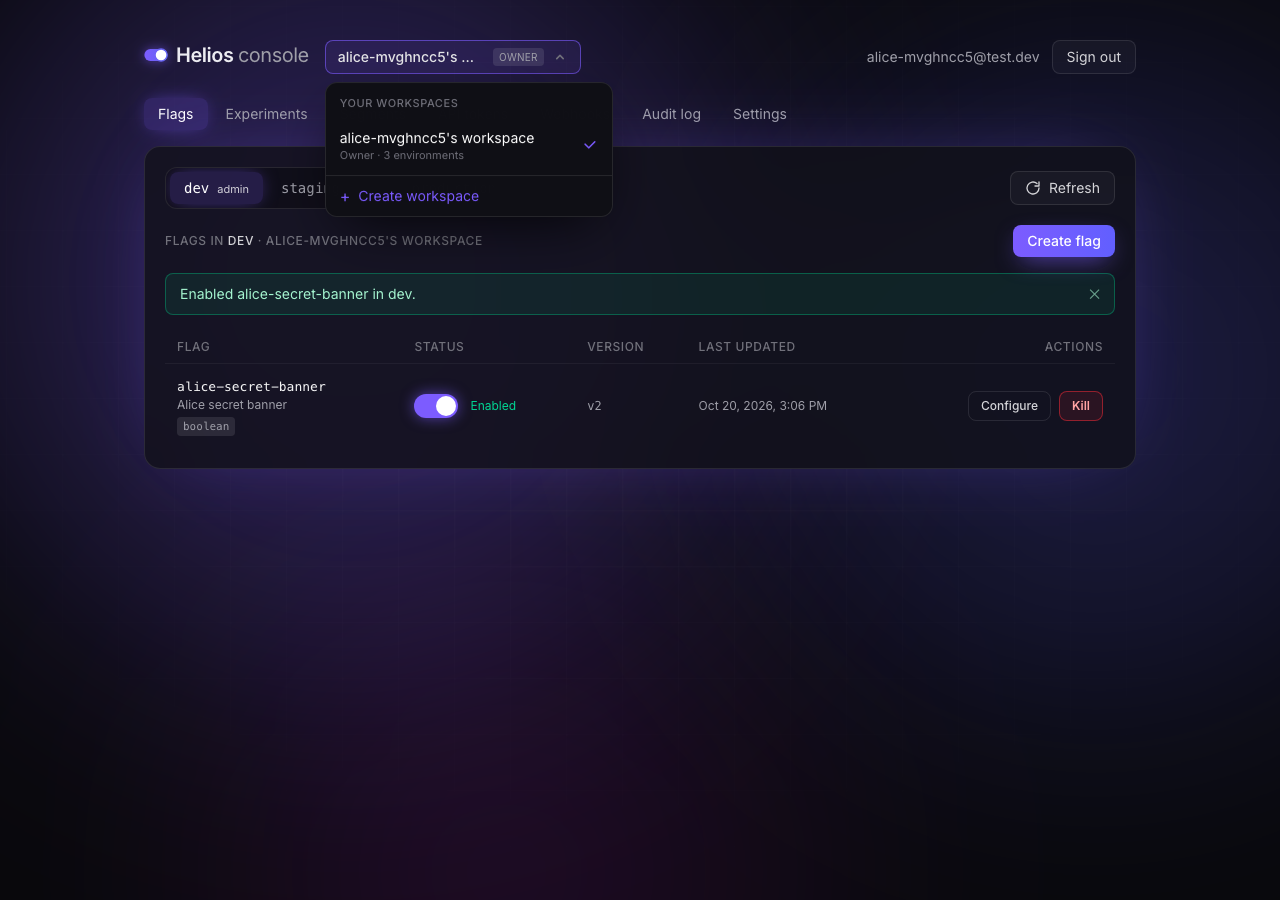 Helios console
alice-mvghncc5's ... OWNER
alice-mvghncc5@test.dev
Sign out
Flags Experiments Audit log Settings
YOUR WORKSPACES
alice-mvghncc5's workspace
Owner · 3 environments
+ Create workspace
dev admin
Refresh
FLAGS IN DEV · ALICE-MVGHNCC5'S WORKSPACE
Create flag
Enabled alice-secret-banner in dev.
FLAG STATUS VERSION LAST UPDATED ACTIONS
alice-secret-banner
Alice secret banner
boolean
Enabled
v2
Oct 20, 2026, 3:06 PM
Configure
Kill